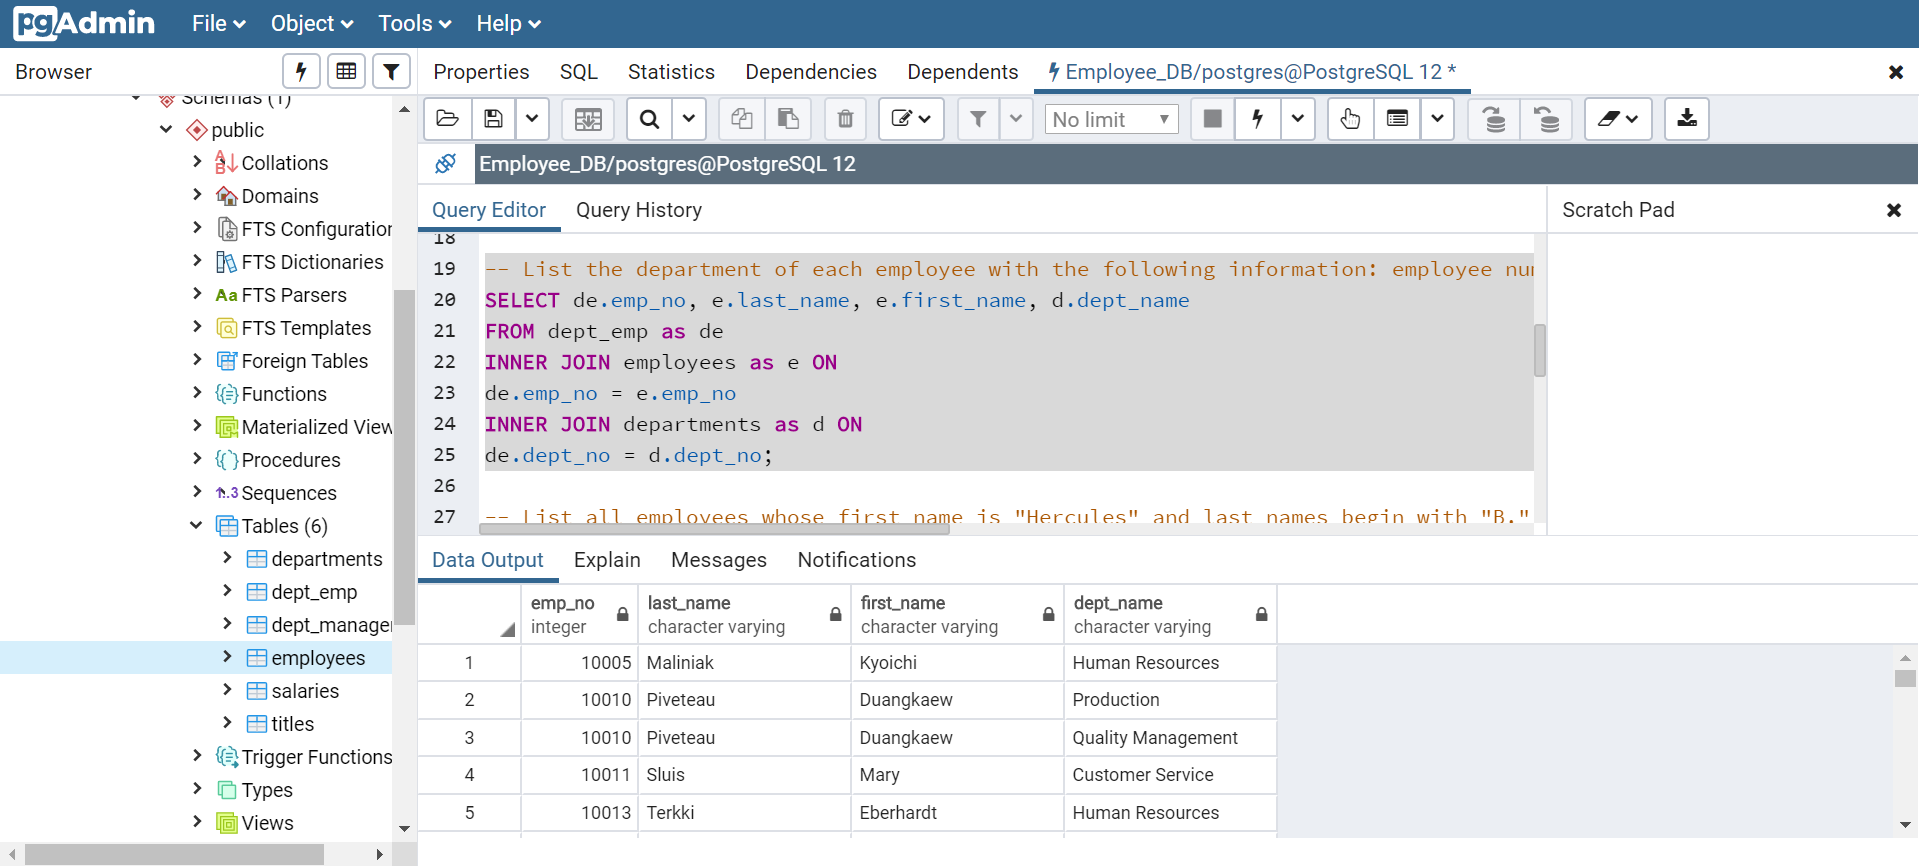 pgAdmin File Object Tools Help
Browser
Properties SQL Statistics Dependencies Dependents Employee_DB/postgres@PostgreSQL 12 *
Schemas (1)
public
Collations
Domains
FTS Configuration
FTS Dictionaries
Aa FTS Parsers
FTS Templates
Foreign Tables
Functions
Materialized View
Procedures
1..3 Sequences
Tables (6)
departments
dept_emp
dept_manager
employees
salaries
titles
Trigger Functions
Types
Views
No limit
Employee_DB/postgres@PostgreSQL 12
Query Editor Query History
Scratch Pad
18
19 -- List the department of each employee with the following information: employee nu
20 SELECT de.emp_no, e.last_name, e.first_name, d.dept_name
21 FROM dept_emp as de
22 INNER JOIN employees as e ON
23 de.emp_no = e.emp_no
24 INNER JOIN departments as d ON
25 de.dept_no = d.dept_no;
26
27 -- List all employees whose first name is "Hercules" and last names begin with "B."
Data Output Explain Messages Notifications
emp_no last_name first_name dept_name
integer character varying character varying character varying
1 10005 Maliniak Kyoichi Human Resources
2 10010 Piveteau Duangkaew Production
3 10010 Piveteau Duangkaew Quality Management
4 10011 Sluis Mary Customer Service
5 10013 Terkki Eberhardt Human Resources